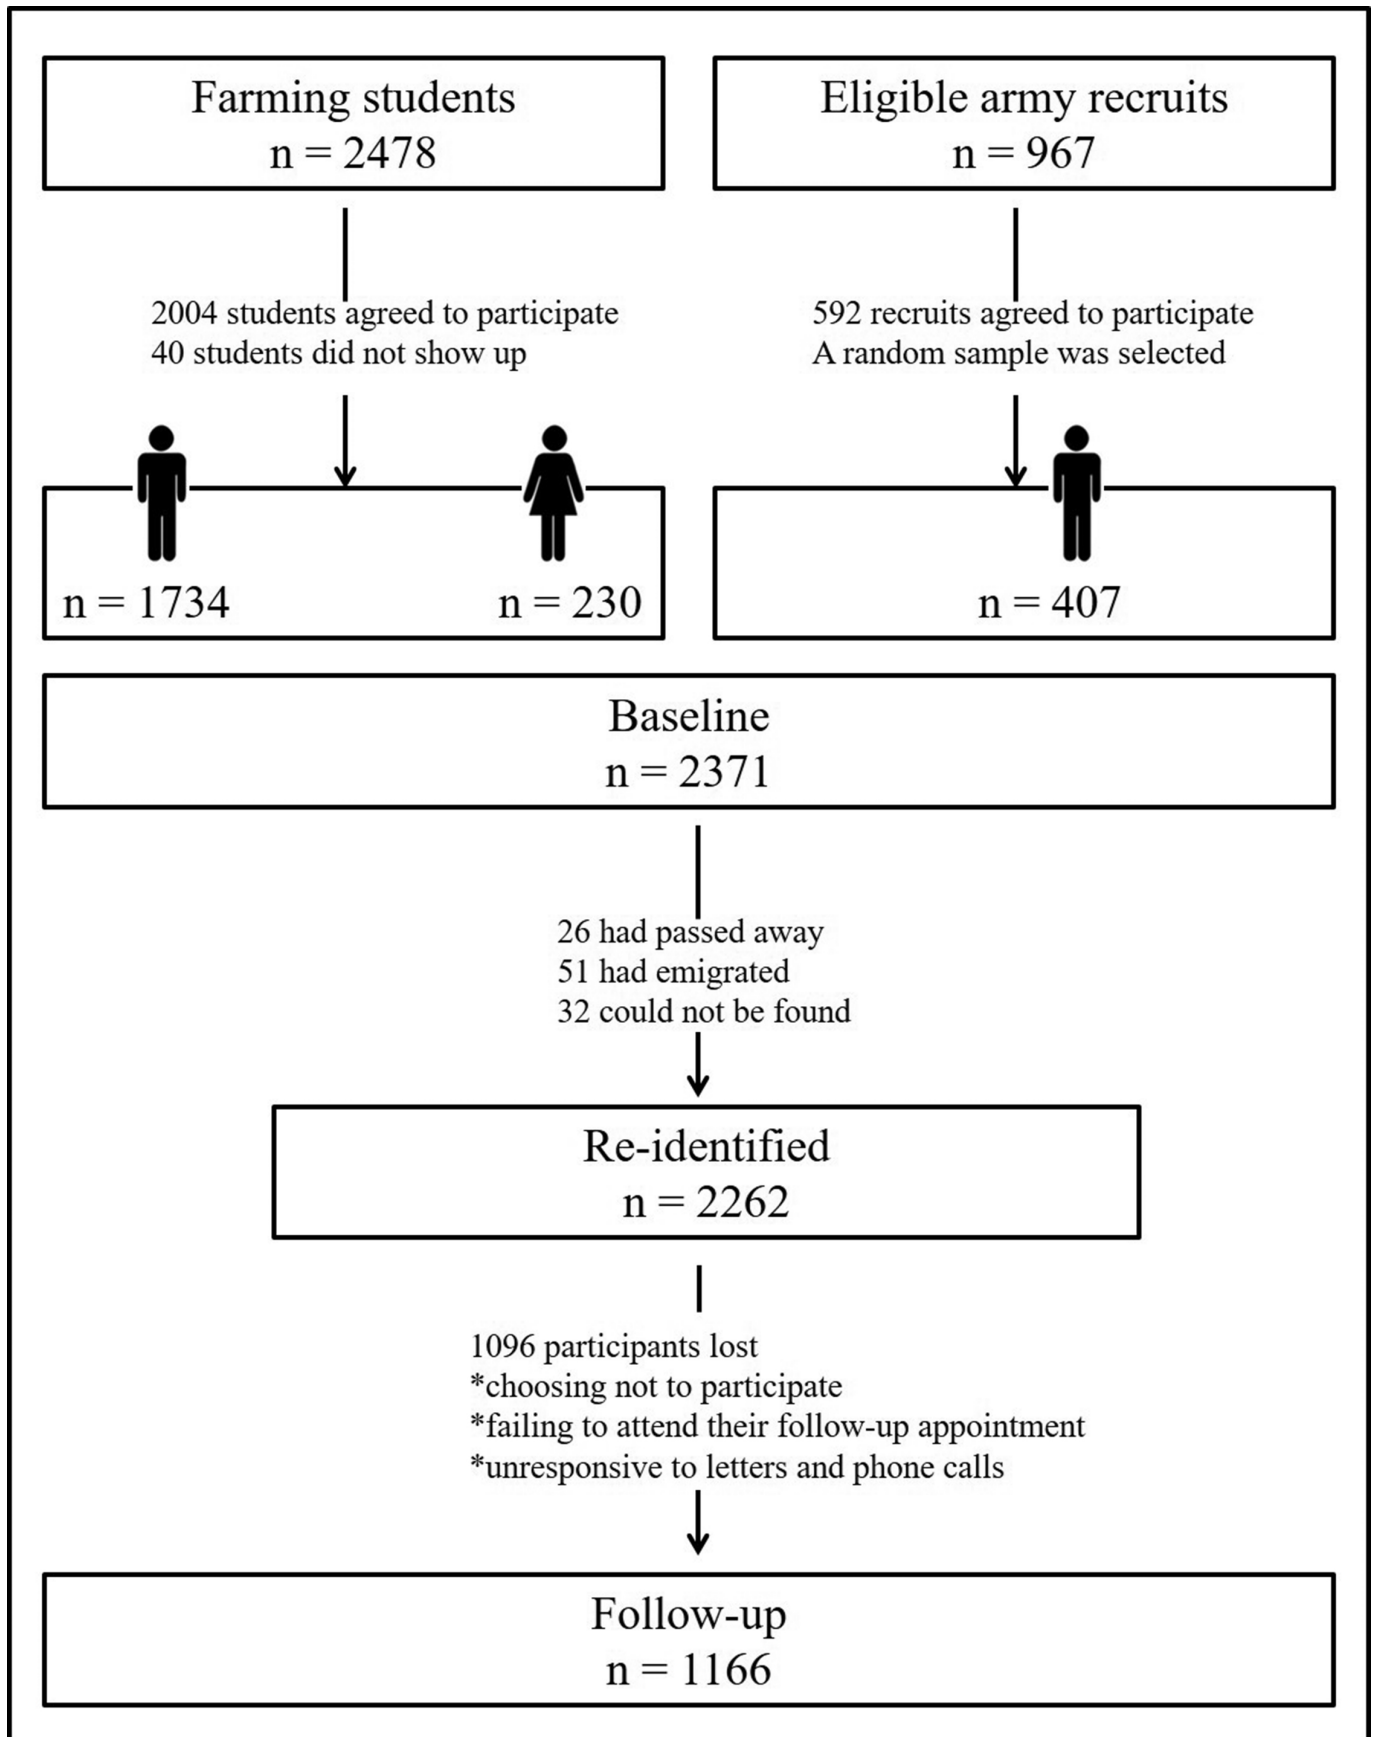 Farming students
n = 2478
Eligible army recruits
n = 967
2004 students agreed to participate
40 students did not show up
592 recruits agreed to participate
A random sample was selected
n = 1734
n = 230
n = 407
Baseline
n = 2371
26 had passed away
51 had emigrated
32 could not be found
Re-identified
n = 2262
1096 participants lost
*choosing not to participate
*failing to attend their follow-up appointment
*unresponsive to letters and phone calls
Follow-up
n = 1166